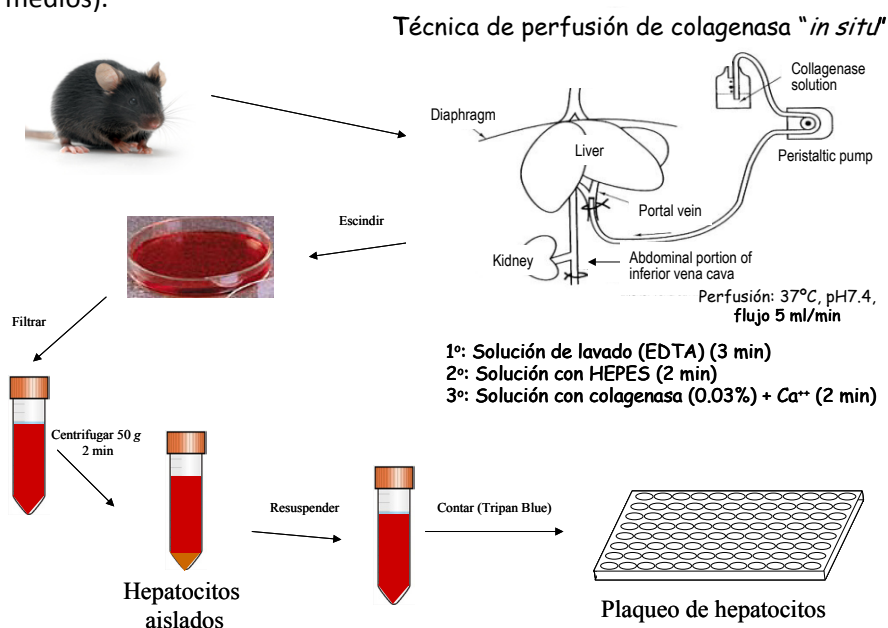 medios).
Técnica de perfusión de colagenasa "in situ"
Collagenase
solution
Diaphragm
Liver
Peristaltic pump
Portal vein
Escindir
Kidney
Abdominal portion of
inferior vena cava
Perfusión: 37ºC, pH7.4,
flujo 5 ml/min
Filtrar
1º: Solución de lavado (EDTA) (3 min)
2º: Solución con HEPES (2 min)
3º: Solución con colagenasa (0.03%) + Ca++ (2 min)
Centrifugar 50 g
2 min
Resuspender
Contar (Tripan Blue)
Hepatocitos
aislados
Plaqueo de hepatocitos